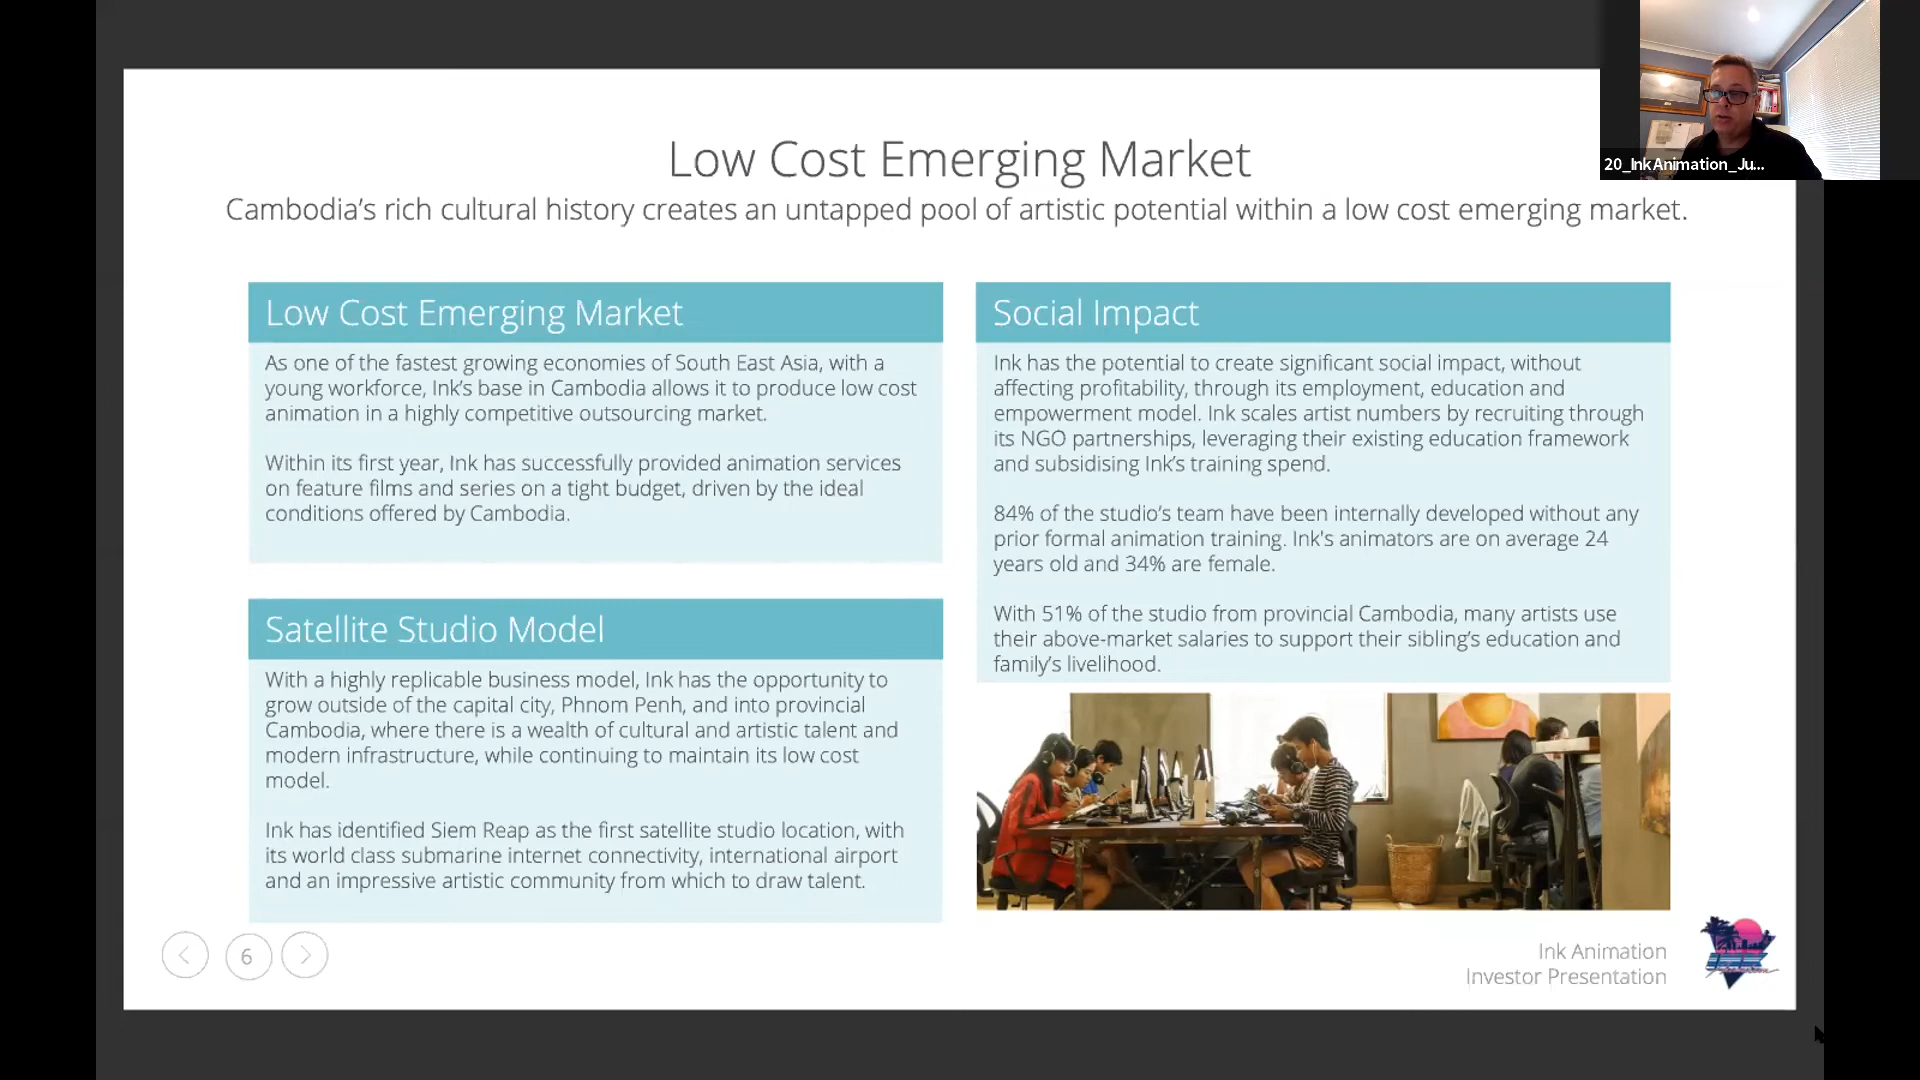 Low Cost Emerging Market
Cambodia’s rich cultural history creates an untapped pool of artistic potential within a low cost emerging market.
20_InkAnimation_Ju...
Low Cost Emerging Market
As one of the fastest growing economies of South East Asia, with a
young workforce, Ink’s base in Cambodia allows it to produce low cost
animation in a highly competitive outsourcing market.
Within its first year, Ink has successfully provided animation services
on feature films and series on a tight budget, driven by the ideal
conditions offered by Cambodia.
Satellite Studio Model
With a highly replicable business model, Ink has the opportunity to
grow outside of the capital city, Phnom Penh, and into provincial
Cambodia, where there is a wealth of cultural and artistic talent and
modern infrastructure, while continuing to maintain its low cost
model.
Ink has identified Siem Reap as the first satellite studio location, with
its world class submarine internet connectivity, international airport
and an impressive artistic community from which to draw talent.
Social Impact
Ink has the potential to create significant social impact, without
affecting profitability, through its employment, education and
empowerment model. Ink scales artist numbers by recruiting through
its NGO partnerships, leveraging their existing education framework
and subsidising Ink’s training spend.
84% of the studio’s team have been internally developed without any
prior formal animation training. Ink's animators are on average 24
years old and 34% are female.
With 51% of the studio from provincial Cambodia, many artists use
their above-market salaries to support their sibling’s education and
family’s livelihood.
6
Ink Animation
Investor Presentation